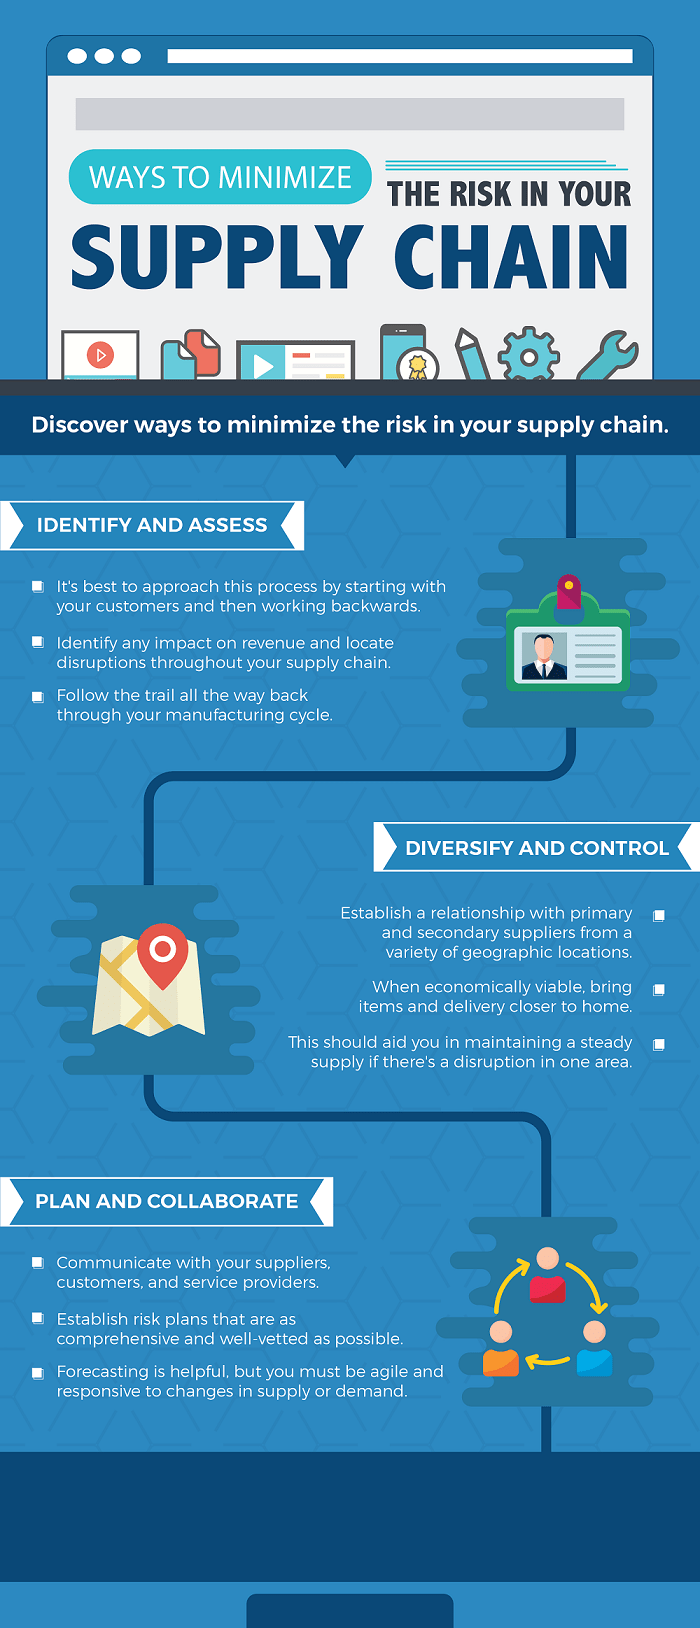 WAYS TO MINIMIZE
THE RISK IN YOUR
SUPPLY CHAIN
Discover ways to minimize the risk in your supply chain.
IDENTIFY AND ASSESS
It's best to approach this process by starting with
your customers and then working backwards.
Identify any impact on revenue and locate
disruptions throughout your supply chain.
Follow the trail all the way back
through your manufacturing cycle.
DIVERSIFY AND CONTROL
Establish a relationship with primary
and secondary suppliers from a
variety of geographic locations.
When economically viable, bring
items and delivery closer to home.
This should aid you in maintaining a steady
supply if there's a disruption in one area.
PLAN AND COLLABORATE
Communicate with your suppliers,
customers, and service providers.
Establish risk plans that are as
comprehensive and well-vetted as possible.
Forecasting is helpful, but you must be agile and
responsive to changes in supply or demand.